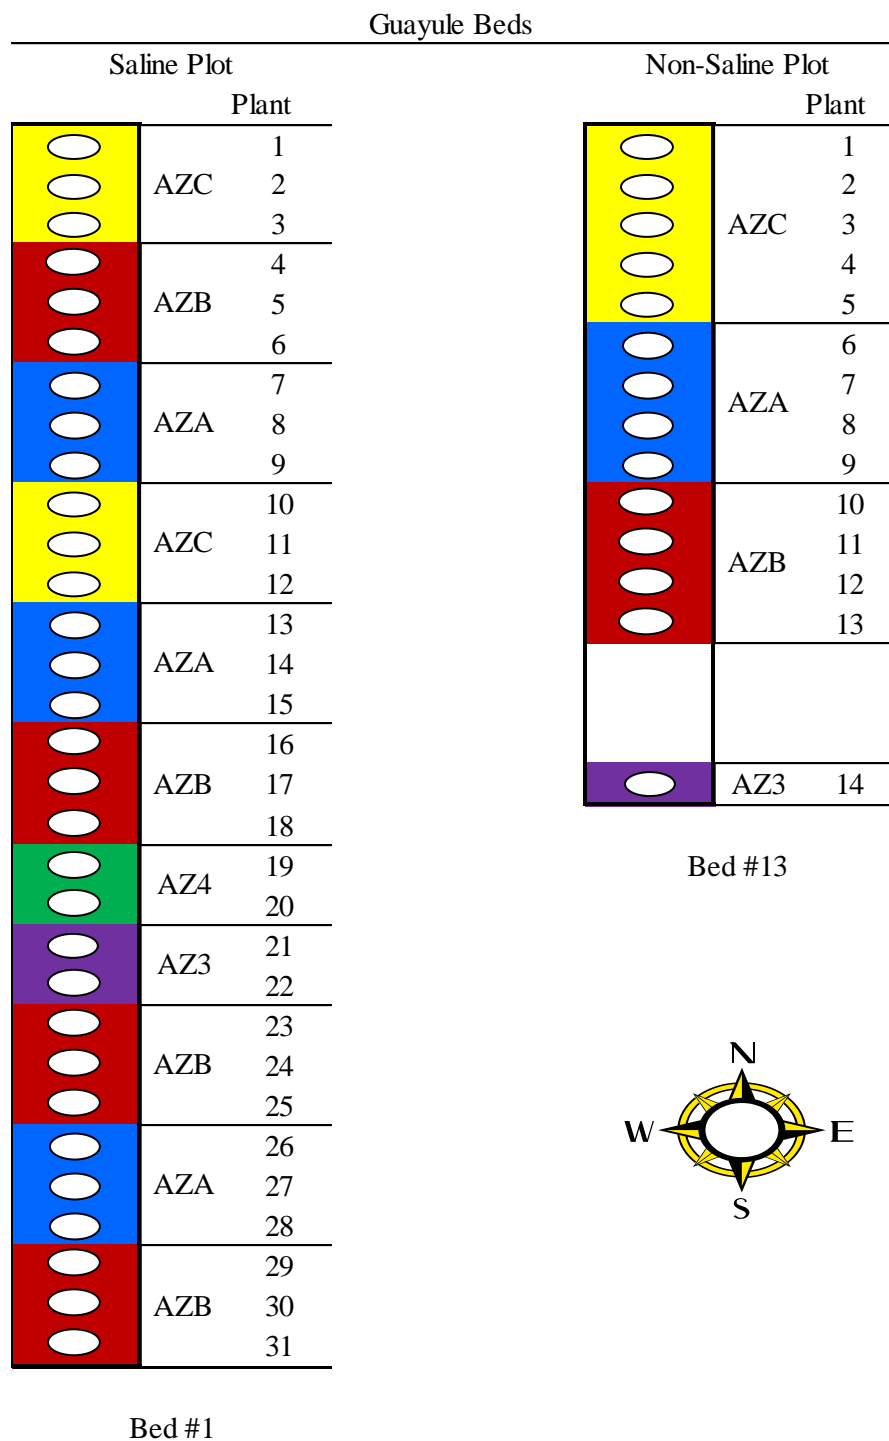 Guayule Beds
Saline Plot
Plant
AZC
1
2
3
AZB
4
5
6
AZA
7
8
9
AZC
10
11
12
AZA
13
14
15
AZB
16
17
18
AZ4
19
20
AZ3
21
22
AZB
23
24
25
AZA
26
27
28
AZB
29
30
31
Bed #1
Non-Saline Plot
Plant
AZC
1
2
3
4
5
AZA
6
7
8
9
AZB
10
11
12
13
AZ3 14
Bed #13
N
W E
S